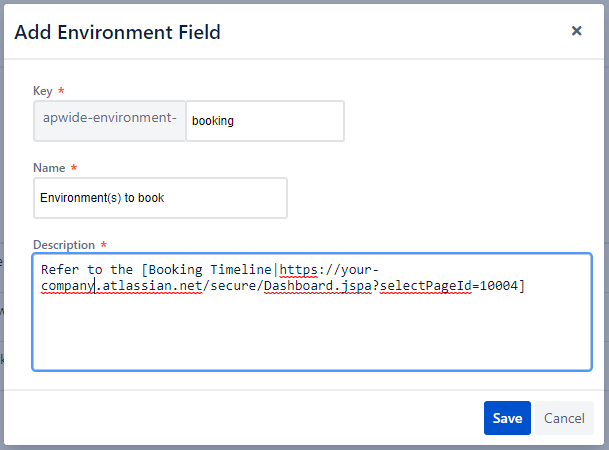 Add Environment Field
Key *
apwide-environment- booking
Name *
Environment(s) to book
Description *
Refer to the [Booking Timeline|https://your-
company.atlassian.net/secure/Dashboard.jspa?selectPageId=10004]
Save Cancel